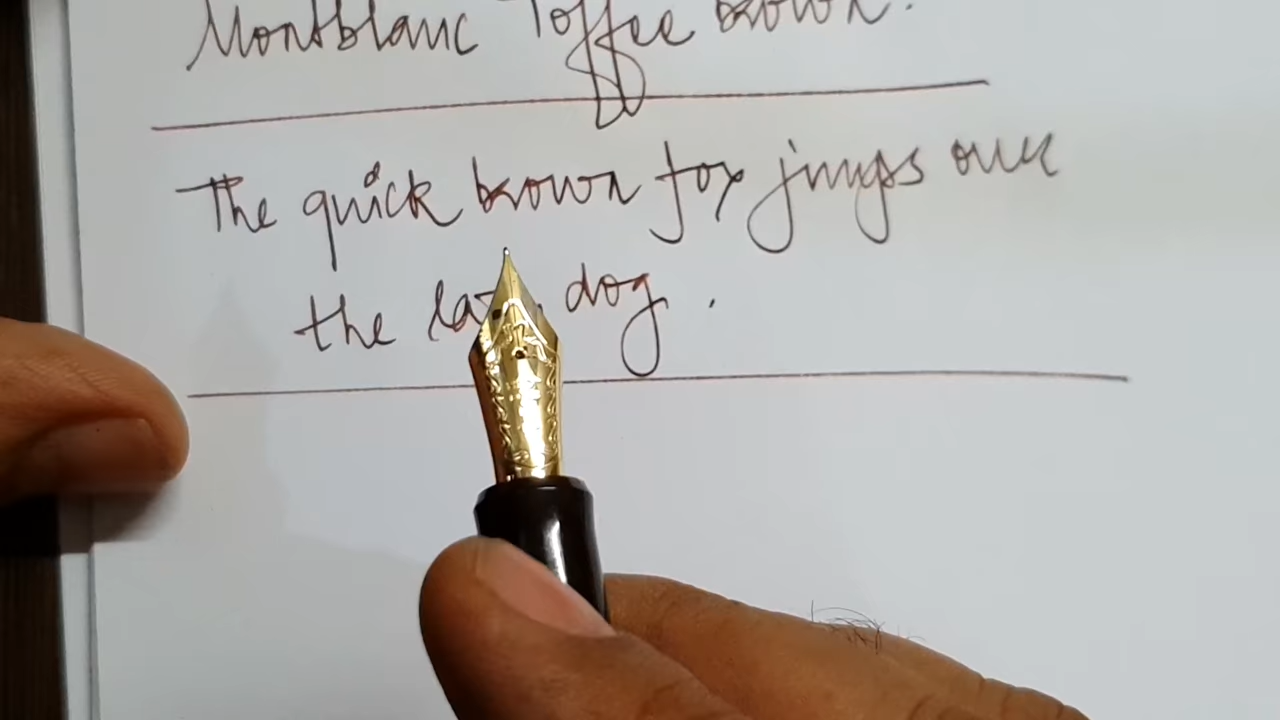 Montblanc Toffee brown.
The quick brown fox jumps over
the dog.